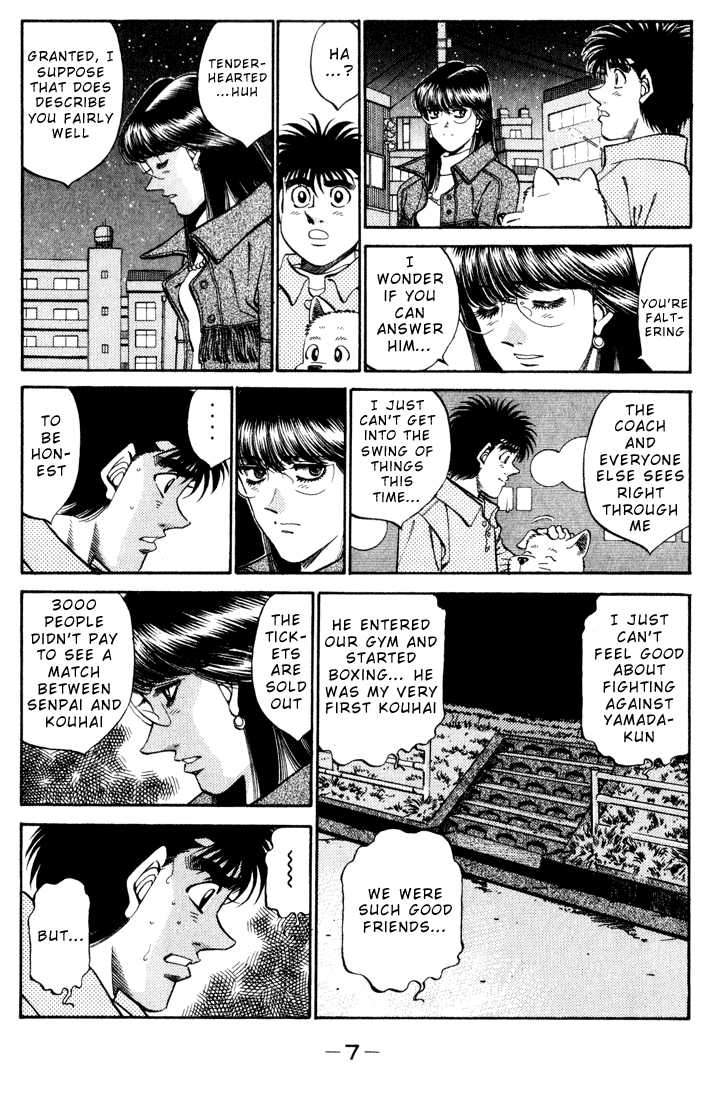 YOU'RE
FALT-
ERING
I
WONDER
IF YOU
CAN
ANSWER
HIM...
HA
...?
TENDER-
HEARTED
...HUH
GRANTED, I
SUPPOSE
THAT DOES
DESCRIBE
YOU FAIRLY
WELL
THE
COACH
AND
EVERYONE
ELSE SEES
RIGHT
THROUGH
ME
I JUST
CAN'T GET
INTO THE
SWING OF
THINGS
THIS
TIME...
....
TO
BE
HON-
EST
I JUST
CAN'T
FEEL GOOD
ABOUT
FIGHTING
AGAINST
YAMADA-
KUN
HE ENTERED
OUR GYM AND
STARTED
BOXING... HE
WAS MY VERY
FIRST KOUHAI
WE WERE
SUCH GOOD
FRIENDS...
THE
TICK-
ETS
ARE
SOLD
OUT
3000
PEOPLE
DIDN'T PAY
TO SEE A
MATCH
BETWEEN
SENPAI AND
KOUHAI
BUT...
—7—